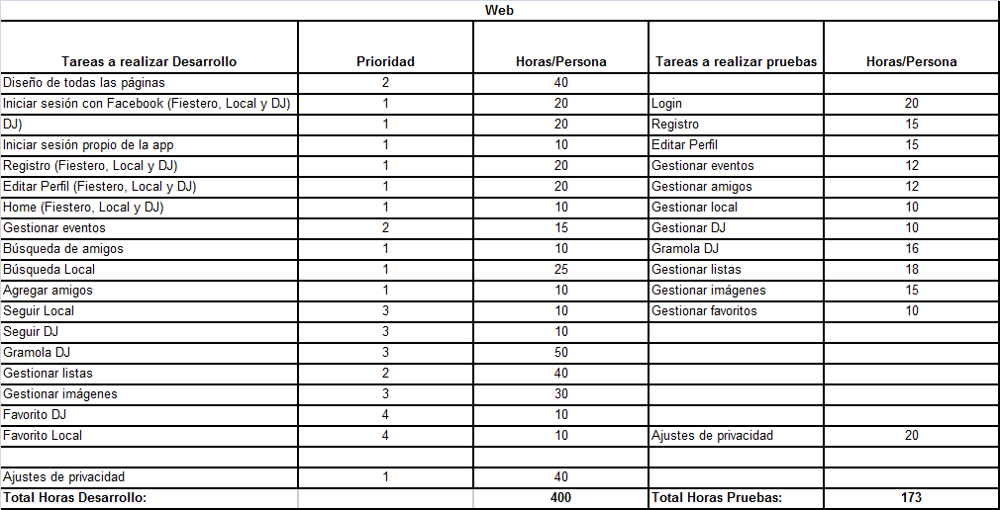 Web
Tareas a realizar Desarrollo Prioridad Horas/Persona Tareas a realizar pruebas Horas/Persona
Diseño de todas las páginas 2 40
Iniciar sesión con Facebook (Fiestero, Local y DJ) 1 20 Login 20
DJ) 1 20 Registro 15
Iniciar sesión propio de la app 1 10 Editar Perfil 15
Registro (Fiestero, Local y DJ) 1 20 Gestionar eventos 12
Editar Perfil (Fiestero, Local y DJ) 1 20 Gestionar amigos 12
Home (Fiestero, Local y DJ) 1 10 Gestionar local 10
Gestionar eventos 2 15 Gestionar DJ 10
Búsqueda de amigos 1 10 Gramola DJ 16
Búsqueda Local 1 25 Gestionar listas 18
Agregar amigos 1 10 Gestionar imágenes 15
Seguir Local 3 10 Gestionar favoritos 10
Seguir DJ 3 10
Gramola DJ 3 50
Gestionar listas 2 40
Gestionar imágenes 3 30
Favorito DJ 4 10
Favorito Local 4 10 Ajustes de privacidad 20
Ajustes de privacidad 1 40
Total Horas Desarrollo: 400 Total Horas Pruebas: 173